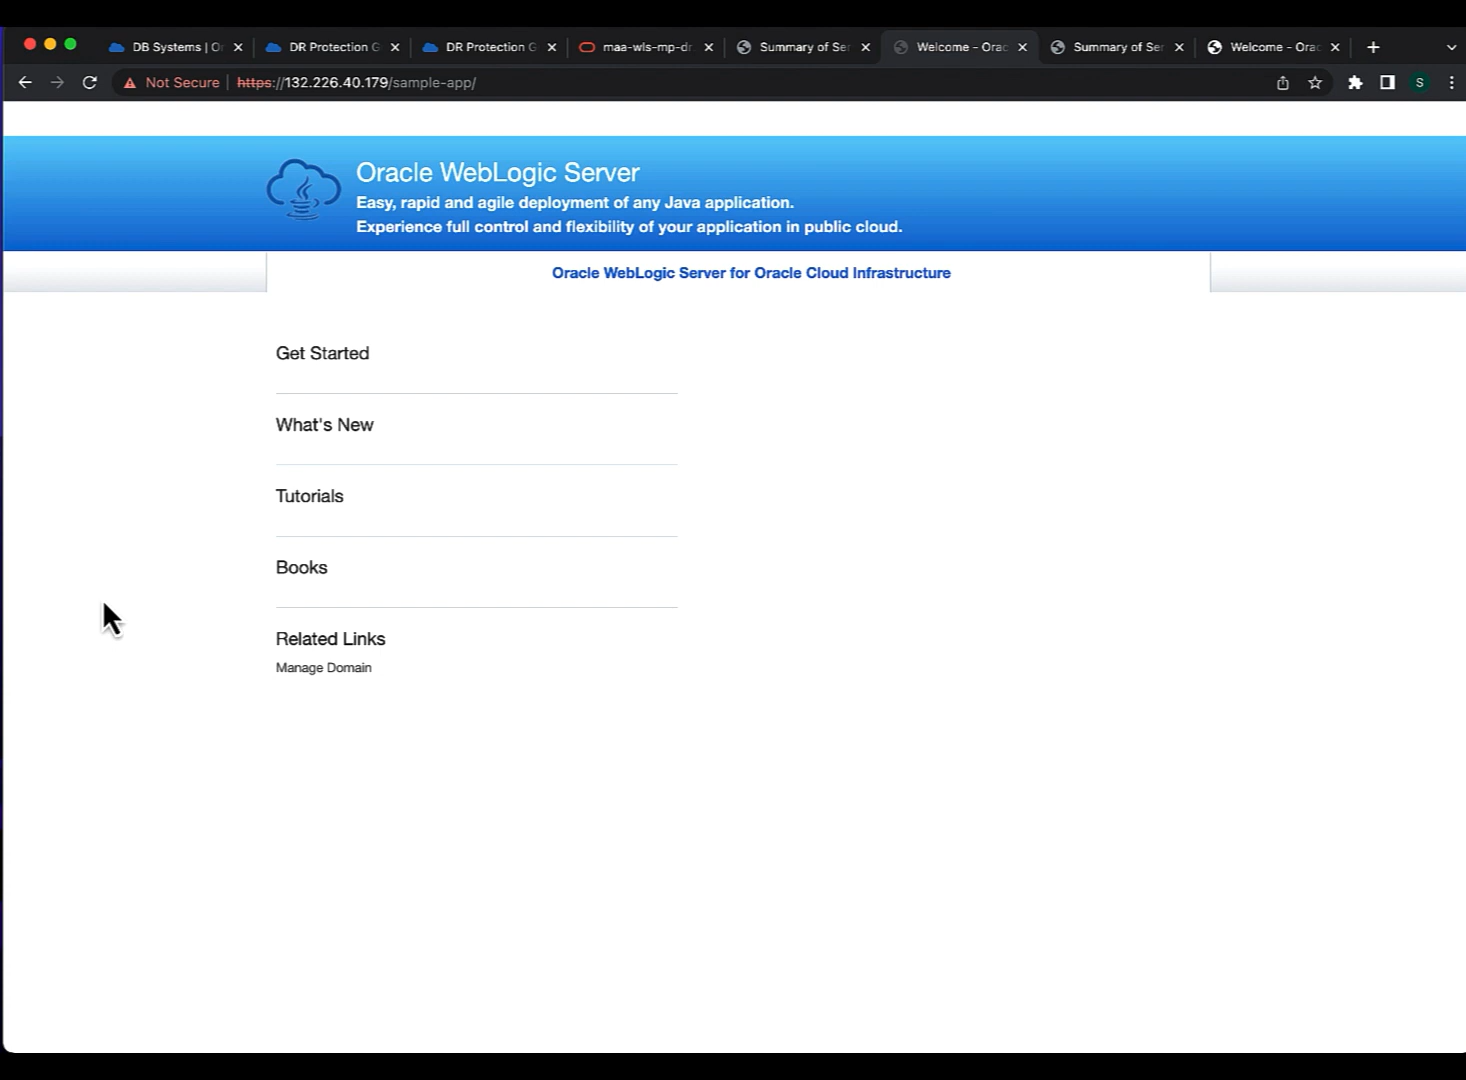 DB Systems | Or
DR Protection G
DR Protection G
maa-wls-mp-dr
Summary of Ser
Welcome - Orac
Summary of Ser
Welcome - Orac
Not Secure | https://132.226.40.179/sample-app/
S
Oracle WebLogic Server
Easy, rapid and agile deployment of any Java application.
Experience full control and flexibility of your application in public cloud.
Oracle WebLogic Server for Oracle Cloud Infrastructure
Get Started
What's New
Tutorials
Books
Related Links
Manage Domain